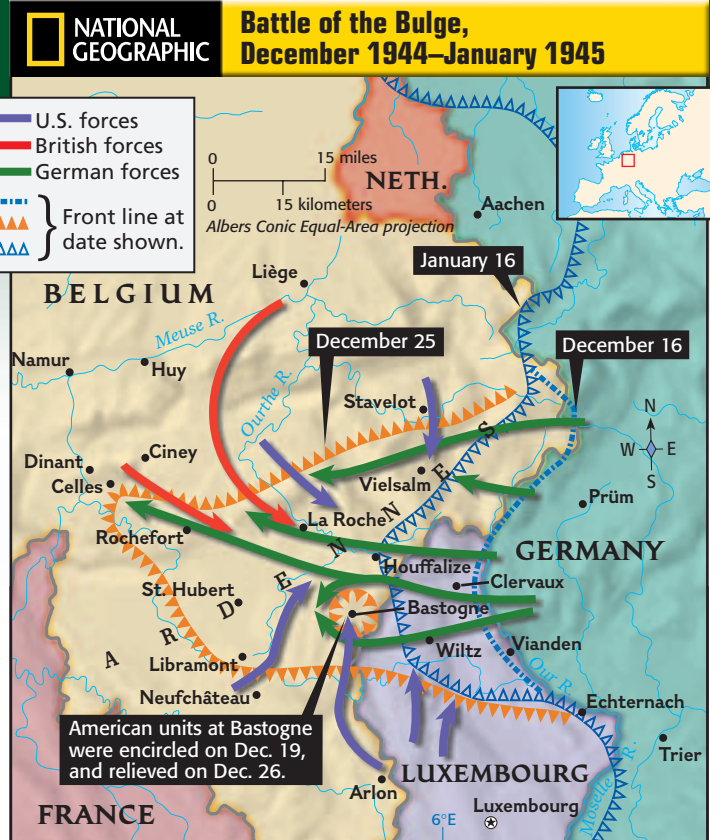 NATIONAL
GEOGRAPHIC
Battle of the Bulge,
December 1944–January 1945
U.S. forces
British forces
German forces
Front line at
date shown.
0
15 miles
0
15 kilometers
Albers Conic Equal-Area projection
NETH.
Aachen
January 16
Liège
BELGIUM
Meuse R.
December 25
December 16
Namur
Huy
Ourthe R.
Stavelot
N
W
E
S
Dinant
Ciney
Celles
Vielsalm
Prüm
La Roche
Rochefort
GERMANY
Houffalize
Clervaux
St. Hubert
Bastogne
ARDENNES
Wiltz
Vianden
Libramont
Our R.
Neufchâteau
Echternach
American units at Bastogne
were encircled on Dec. 19,
and relieved on Dec. 26.
Trier
LUXEMBOURG
Arlon
Moselle R.
Luxembourg
FRANCE
6°E